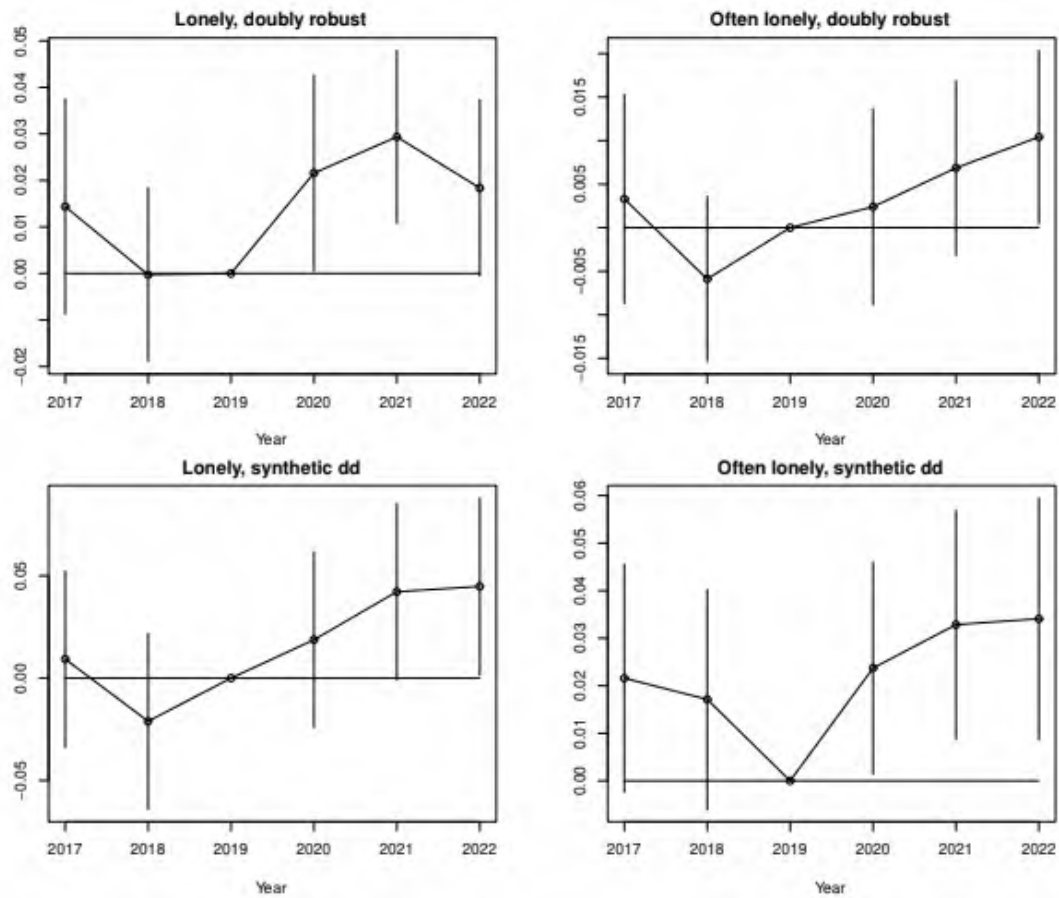 Lonely, doubly robust
0.05
0.04
0.03
0.02
0.01
0.00
−0.02
2017 2018 2019 2020 2021 2022
Year
Often lonely, doubly robust
0.015
0.005
−0.005
−0.015
2017 2018 2019 2020 2021 2022
Year
Lonely, synthetic dd
0.05
0.00
−0.05
2017 2018 2019 2020 2021 2022
Year
Often lonely, synthetic dd
0.06
0.05
0.04
0.03
0.02
0.01
0.00
2017 2018 2019 2020 2021 2022
Year